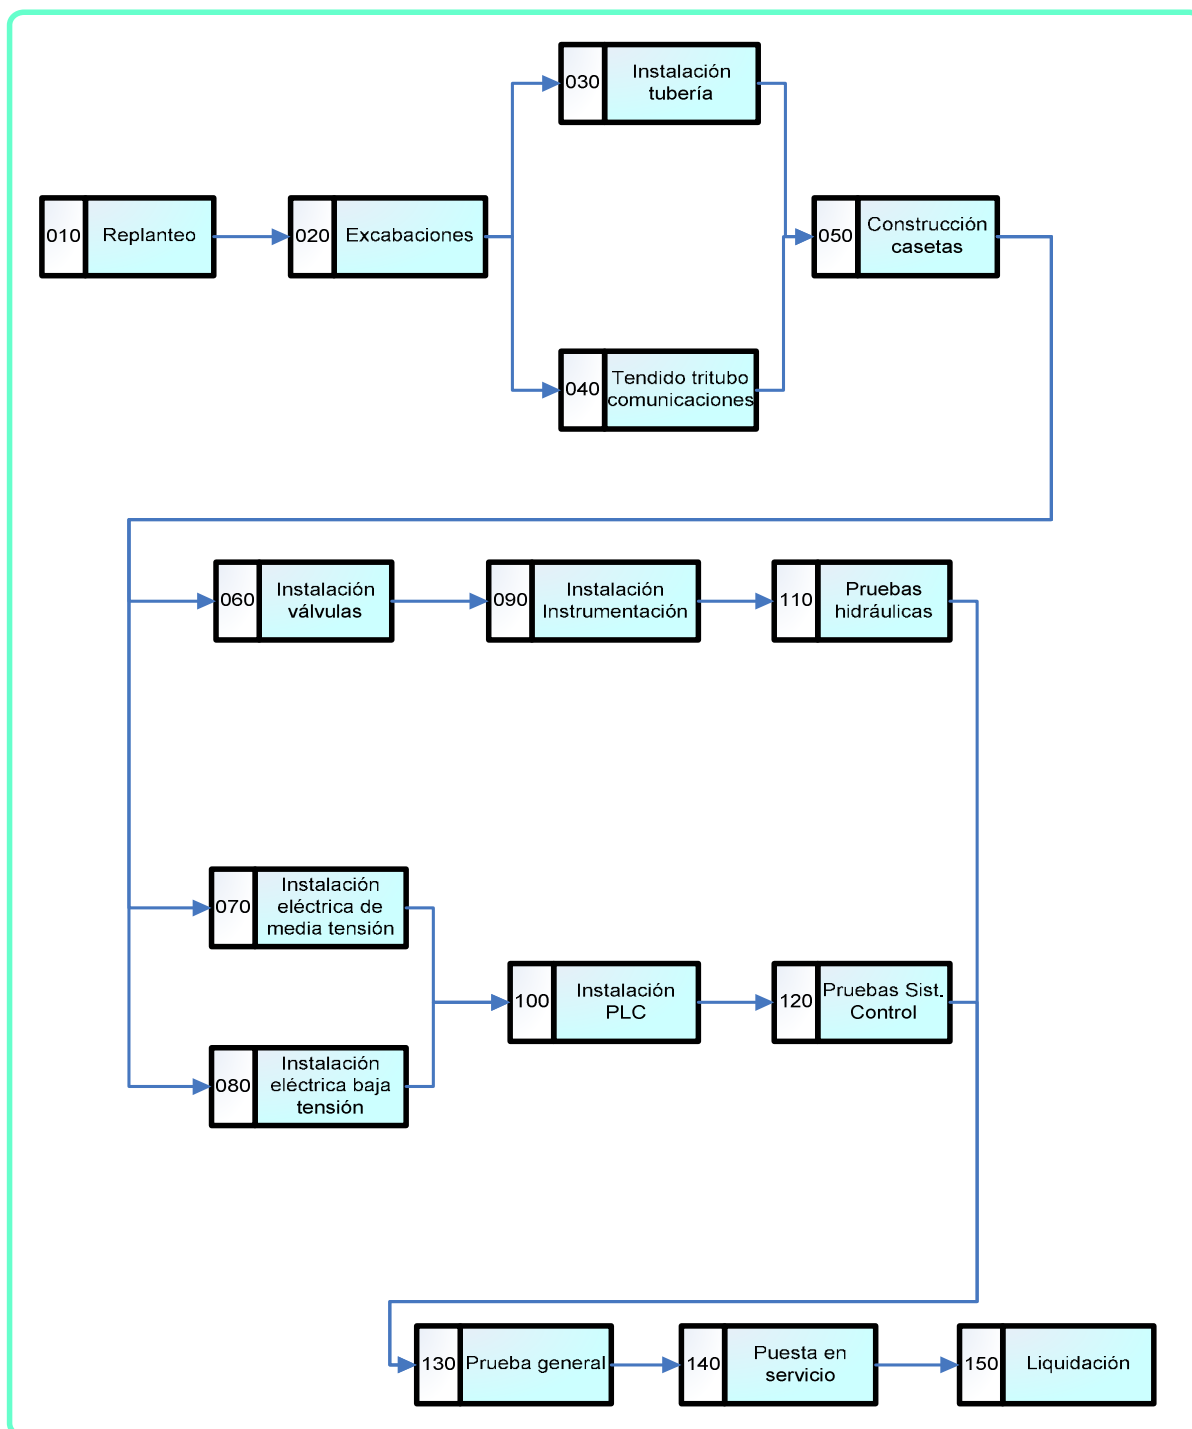 030
Instalación
tubería
010
Replanteo
020
Excabaciones
050
Construcción
casetas
040
Tendido tritubo
comunicaciones
060
Instalación
válvulas
090
Instalación
Instrumentación
110
Pruebas
hidráulicas
070
Instalación
eléctrica de
media tensión
100
Instalación
PLC
120
Pruebas Sist.
Control
080
Instalación
eléctrica baja
tensión
130
Prueba general
140
Puesta en
servicio
150
Liquidación